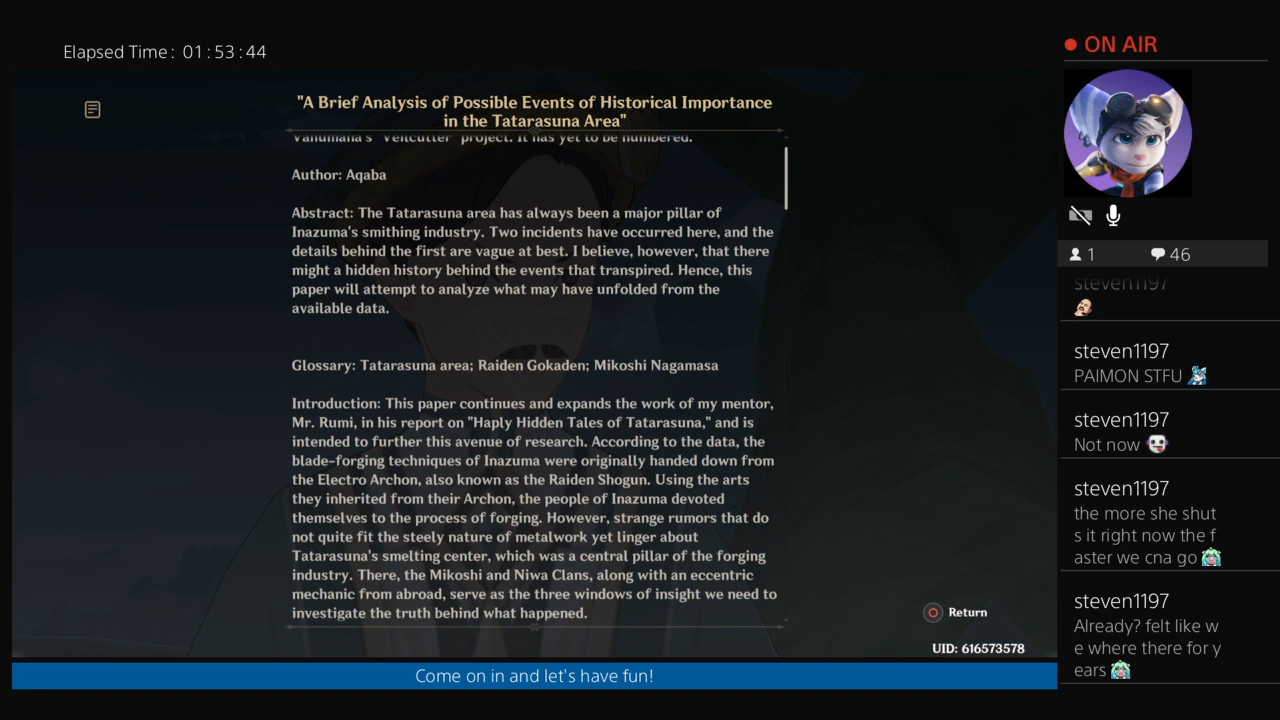 Elapsed Time: 01:53:44
ON AIR
"A Brief Analysis of Possible Events of Historical Importance
in the Tatarasuna Area"
project. It has yet to be numbered.
Author: Aqaba
Abstract: The Tatarasuna area has always been a major pillar of
Inazuma's smithing industry. Two incidents have occurred here, and the
details behind the first are vague at best. I believe, however, that there
might a hidden history behind the events that transpired. Hence, this
paper will attempt to analyze what may have unfolded from the
available data.
Glossary: Tatarasuna area; Raiden Gokaden; Mikoshi Nagamasa
Introduction: This paper continues and expands the work of my mentor,
Mr. Rumi, in his report on "Haply Hidden Tales of Tatarasuna," and is
intended to further this avenue of research. According to the data, the
blade-forging techniques of Inazuma were originally handed down from
the Electro Archon, also known as the Raiden Shogun. Using the arts
they inherited from their Archon, the people of Inazuma devoted
themselves to the process of forging. However, strange rumors that do
not quite fit the steely nature of metalwork yet linger about
Tatarasuna's smelting center, which was a central pillar of the forging
industry. There, the Mikoshi and Niwa Clans, along with an eccentric
mechanic from abroad, serve as the three windows of insight we need to
investigate the truth behind what happened.
Return
UID: 616573578
Come on in and let's have fun!
1
46
steven1197
steven1197
PAIMON STFU
steven1197
Not now
steven1197
the more she shut
s it right now the f
aster we cna go
steven1197
Already? felt like w
e where there for y
ears